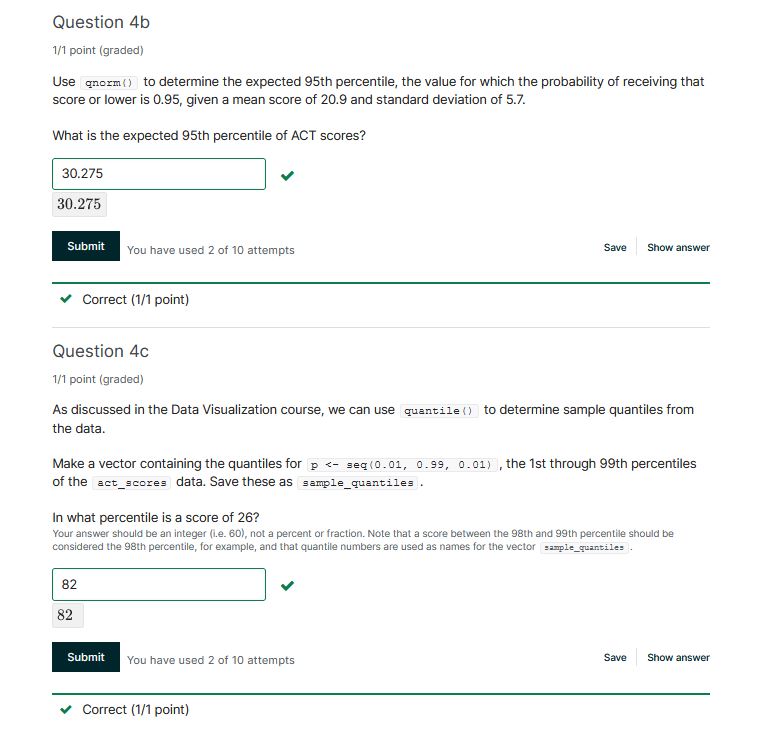 Question 4b
1/1 point (graded)
Use qnorm() to determine the expected 95th percentile, the value for which the probability of receiving that
score or lower is 0.95, given a mean score of 20.9 and standard deviation of 5.7.
What is the expected 95th percentile of ACT scores?
30.275
30.275
Submit You have used 2 of 10 attempts Save Show answer
Correct (1/1 point)
Question 4c
1/1 point (graded)
As discussed in the Data Visualization course, we can use quantile() to determine sample quantiles from
the data.
Make a vector containing the quantiles for p <- seq(0.01, 0.99, 0.01) , the 1st through 99th percentiles
of the act_scores data. Save these as sample_quantiles .
In what percentile is a score of 26?
Your answer should be an integer (i.e. 60), not a percent or fraction. Note that a score between the 98th and 99th percentile should be
considered the 98th percentile, for example, and that quantile numbers are used as names for the vector sample_quantiles .
82
82
Submit You have used 2 of 10 attempts Save Show answer
Correct (1/1 point)